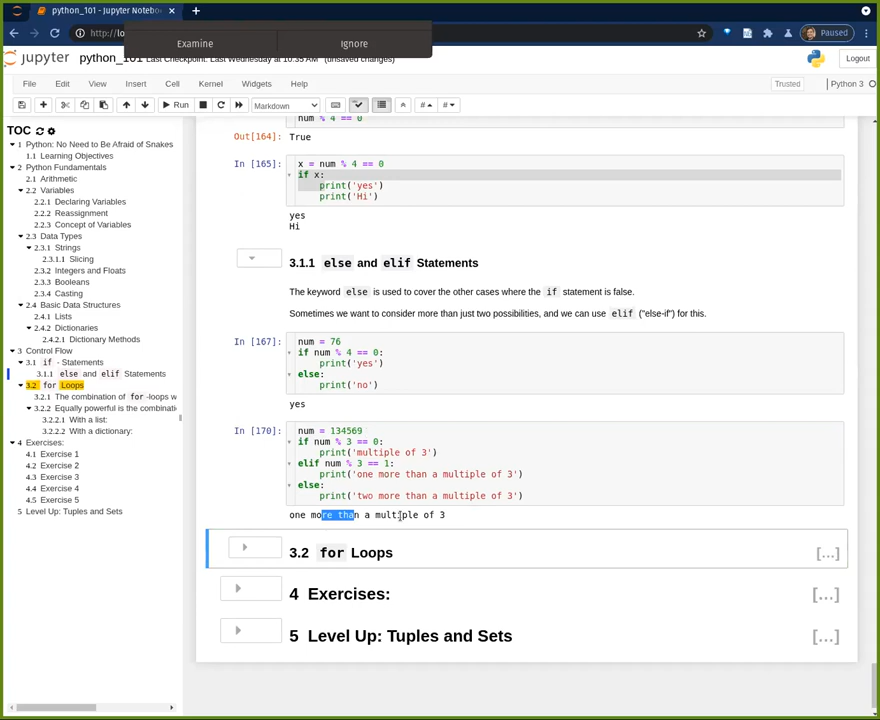 python_101 - Jupyter Notebo
http://lo
Examine
Ignore
Paused
jupyter
python_101
Last Checkpoint: Last Wednesday at 10:35 AM
(unsaved changes)
Logout
File
Edit
View
Insert
Cell
Kernel
Widgets
Help
Trusted
Python 3
Run
Markdown
TOC
1 Python: No Need to Be Afraid of Snakes
1.1 Learning Objectives
2 Python Fundamentals
2.1 Arithmetic
2.2 Variables
2.2.1 Declaring Variables
2.2.2 Reassignment
2.2.3 Concept of Variables
2.3 Data Types
2.3.1 Strings
2.3.1.1 Slicing
2.3.2 Integers and Floats
2.3.3 Booleans
2.3.4 Casting
2.4 Basic Data Structures
2.4.1 Lists
2.4.2 Dictionaries
2.4.2.1 Dictionary Methods
3 Control Flow
3.1 if - Statements
3.1.1 else and elif Statements
3.2 for Loops
3.2.1 The combination of for -loops w
3.2.2 Equally powerful is the combinati
3.2.2.1 With a list:
3.2.2.2 With a dictionary:
4 Exercises:
4.1 Exercise 1
4.2 Exercise 2
4.3 Exercise 3
4.4 Exercise 4
4.5 Exercise 5
5 Level Up: Tuples and Sets
num % 4 == 0
Out[164]: True
In [165]: x = num % 4 == 0
if x:
print('yes')
print('Hi')
yes
Hi
3.1.1 else and elif Statements
The keyword else is used to cover the other cases where the if statement is false.
Sometimes we want to consider more than just two possibilities, and we can use elif ("else-if") for this.
In [167]: num = 76
if num % 4 == 0:
print('yes')
else:
print('no')
yes
In [170]: num = 134569
if num % 3 == 0:
print('multiple of 3')
elif num % 3 == 1:
print('one more than a multiple of 3')
else:
print('two more than a multiple of 3')
one more than a multiple of 3
3.2 for Loops
[...]
4 Exercises:
[...]
5 Level Up: Tuples and Sets
[...]